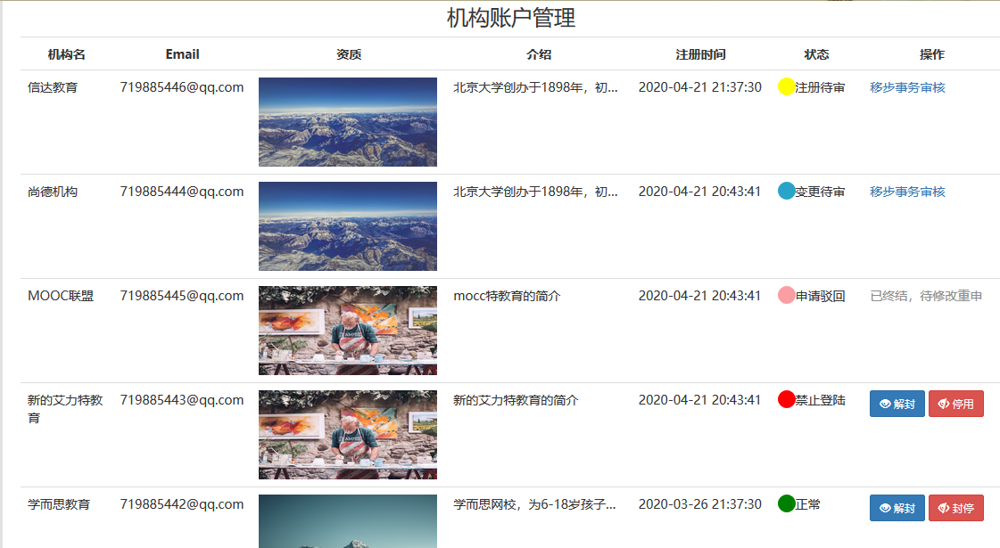 机构账户管理
机构名 Email 资质 介绍 注册时间 状态 操作
信达教育 719885446@qq.com 北京大学创办于1898年，初... 2020-04-21 21:37:30 注册待审 移步事务审核
尚德机构 719885444@qq.com 北京大学创办于1898年，初... 2020-04-21 20:43:41 变更待审 移步事务审核
MOOC联盟 719885445@qq.com mocc特教育的简介 2020-04-21 20:43:41 申请驳回 已终结，待修改重申
新的艾力特教 719885443@qq.com 新的艾力特教育的简介 2020-04-21 20:43:41 禁止登陆 解封 停用
育
学而思教育 719885442@qq.com 学而思网校，为6-18岁孩子... 2020-03-26 21:37:30 正常 解封 封停